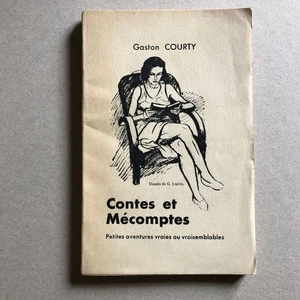 Gaston COURTY
Dessin de G.
Contes et
Mécomptes
Petites aventures vraies ou vraisemblables